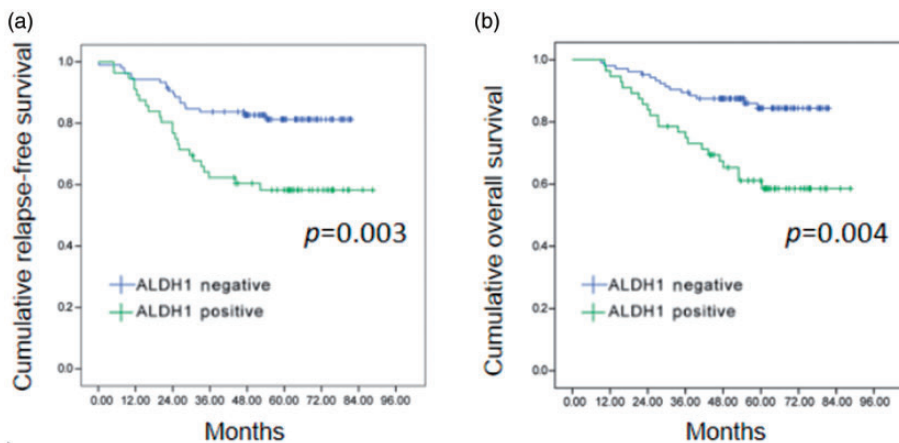 (a)
Cumulative relapse-free survival
1.0
0.8
0.6
0.4
0.2
0.0
p=0.003
ALDH1 negative
ALDH1 positive
0.00 12.00 24.00 36.00 48.00 60.00 72.00 84.00 96.00
Months
(b)
Cumulative overall survival
1.0
0.8
0.6
0.4
0.2
0.0
p=0.004
ALDH1 negative
ALDH1 positive
0.00 12.00 24.00 36.00 48.00 60.00 72.00 84.00 96.00
Months